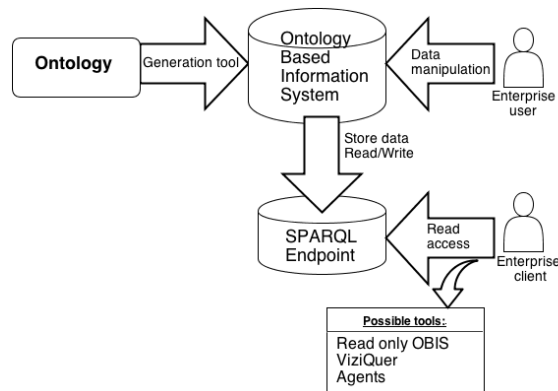 Ontology
Generation tool
Ontology
Based
Information
System
Data
manipulation
Enterprise
user
Store data
Read/Write
SPARQL
Endpoint
Read
access
Enterprise
client
Possible tools:
Read only OBIS
ViziQuer
Agents